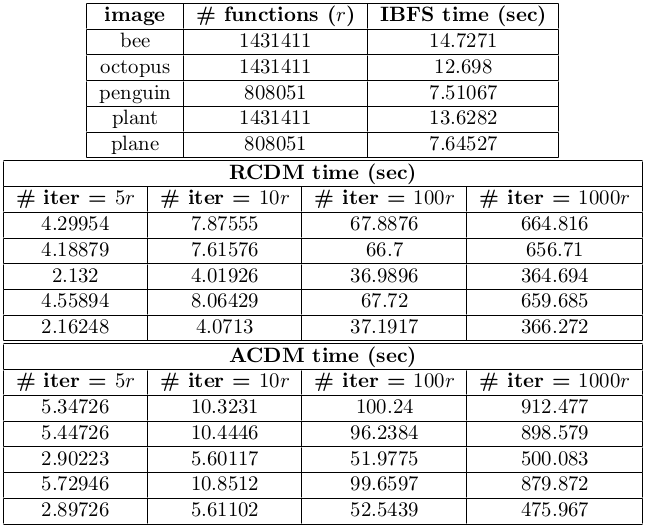 image # functions (r) IBFS time (sec)
bee 1431411 14.7271
octopus 1431411 12.698
penguin 808051 7.51067
plant 1431411 13.6282
plane 808051 7.64527
RCDM time (sec)
# iter = 5r # iter = 10r # iter = 100r # iter = 1000r
4.29954 7.87555 67.8876 664.816
4.18879 7.61576 66.7 656.71
2.132 4.01926 36.9896 364.694
4.55894 8.06429 67.72 659.685
2.16248 4.0713 37.1917 366.272
ACDM time (sec)
# iter = 5r # iter = 10r # iter = 100r # iter = 1000r
5.34726 10.3231 100.24 912.477
5.44726 10.4446 96.2384 898.579
2.90223 5.60117 51.9775 500.083
5.72946 10.8512 99.6597 879.872
2.89726 5.61102 52.5439 475.967